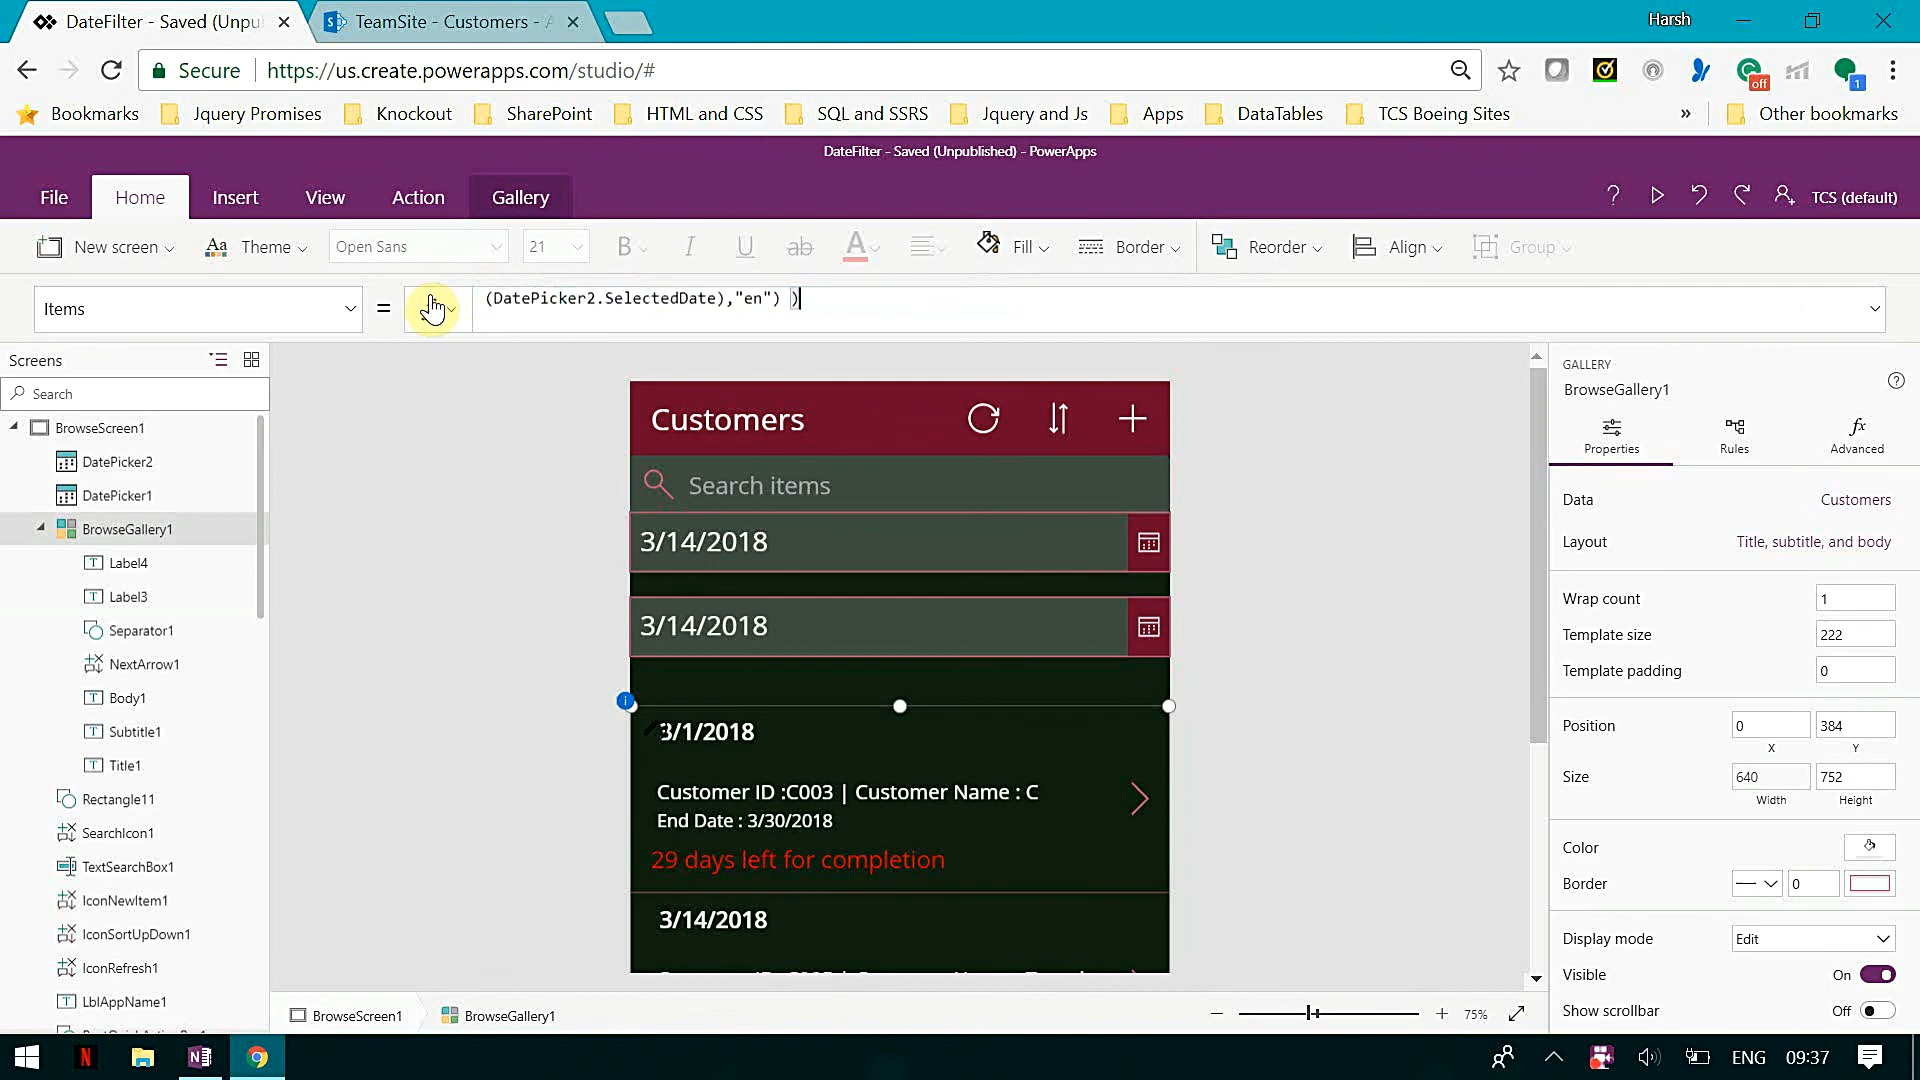 DateFilter - Saved (Unpu
TeamSite - Customers - A
Harsh
Secure
https://us.create.powerapps.com/studio/#
off
1
Bookmarks
Jquery Promises
Knockout
SharePoint
HTML and CSS
SQL and SSRS
Jquery and Js
Apps
DataTables
TCS Boeing Sites
»
Other bookmarks
DateFilter - Saved (Unpublished) - PowerApps
File
Home
Insert
View
Action
Gallery
?
TCS (default)
New screen
Aa
Theme
Open Sans
21
B
I
U
ab
A
Fill
Border
Reorder
Align
Group
Items
=
(DatePicker2.SelectedDate),"en") )
Screens
Search
BrowseScreen1
DatePicker2
DatePicker1
BrowseGallery1
Label4
Label3
Separator1
NextArrow1
Body1
Subtitle1
Title1
Rectangle11
SearchIcon1
TextSearchBox1
IconNewItem1
IconSortUpDown1
IconRefresh1
LblAppName1
Customers
Search items
3/14/2018
3/14/2018
3/1/2018
Customer ID :C003 | Customer Name : C
End Date : 3/30/2018
29 days left for completion
3/14/2018
GALLERY
BrowseGallery1
Properties
Rules
fx
Advanced
Data
Customers
Layout
Title, subtitle, and body
Wrap count
1
Template size
222
Template padding
0
Position
0
384
X
Y
Size
640
752
Width
Height
Color
Border
0
Display mode
Edit
Visible
On
Show scrollbar
Off
BrowseScreen1
BrowseGallery1
75%
N
N
ENG
09:37